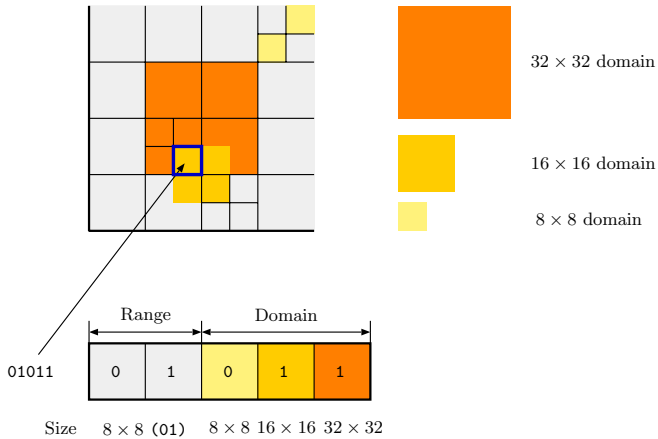 32 × 32 domain
16 × 16 domain
8 × 8 domain
Range Domain
01011 0 1 0 1 1
Size 8 × 8 (01) 8 × 8 16 × 16 32 × 32